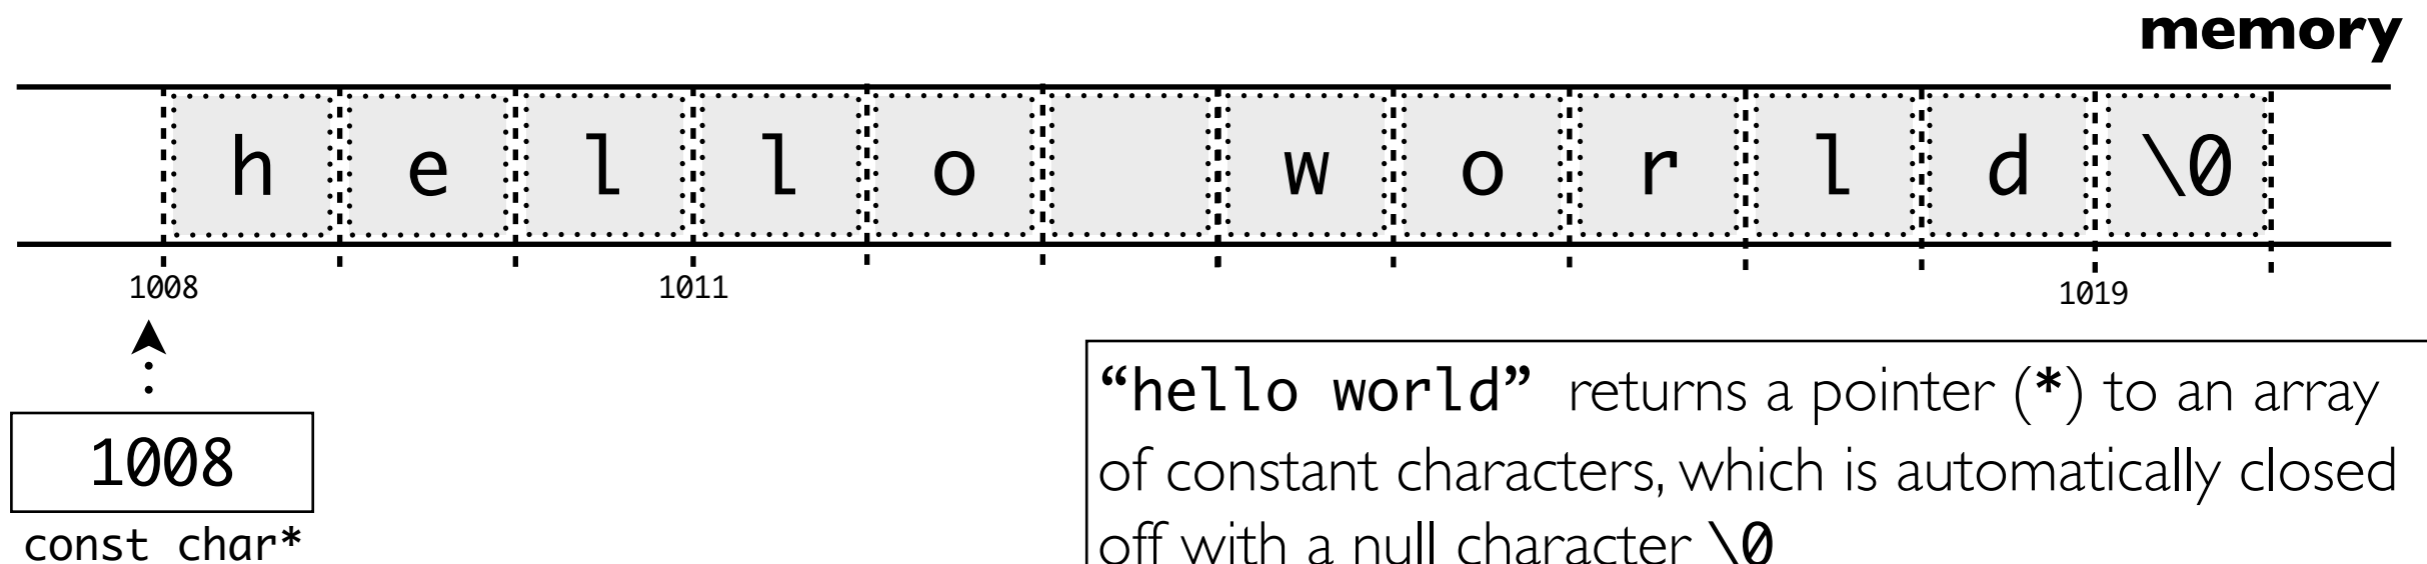 memory
h e l l o w o r l d \0
1008 1011 1019
1008
const char*
“hello world” returns a pointer (*) to an array
of constant characters, which is automatically closed
off with a null character \0